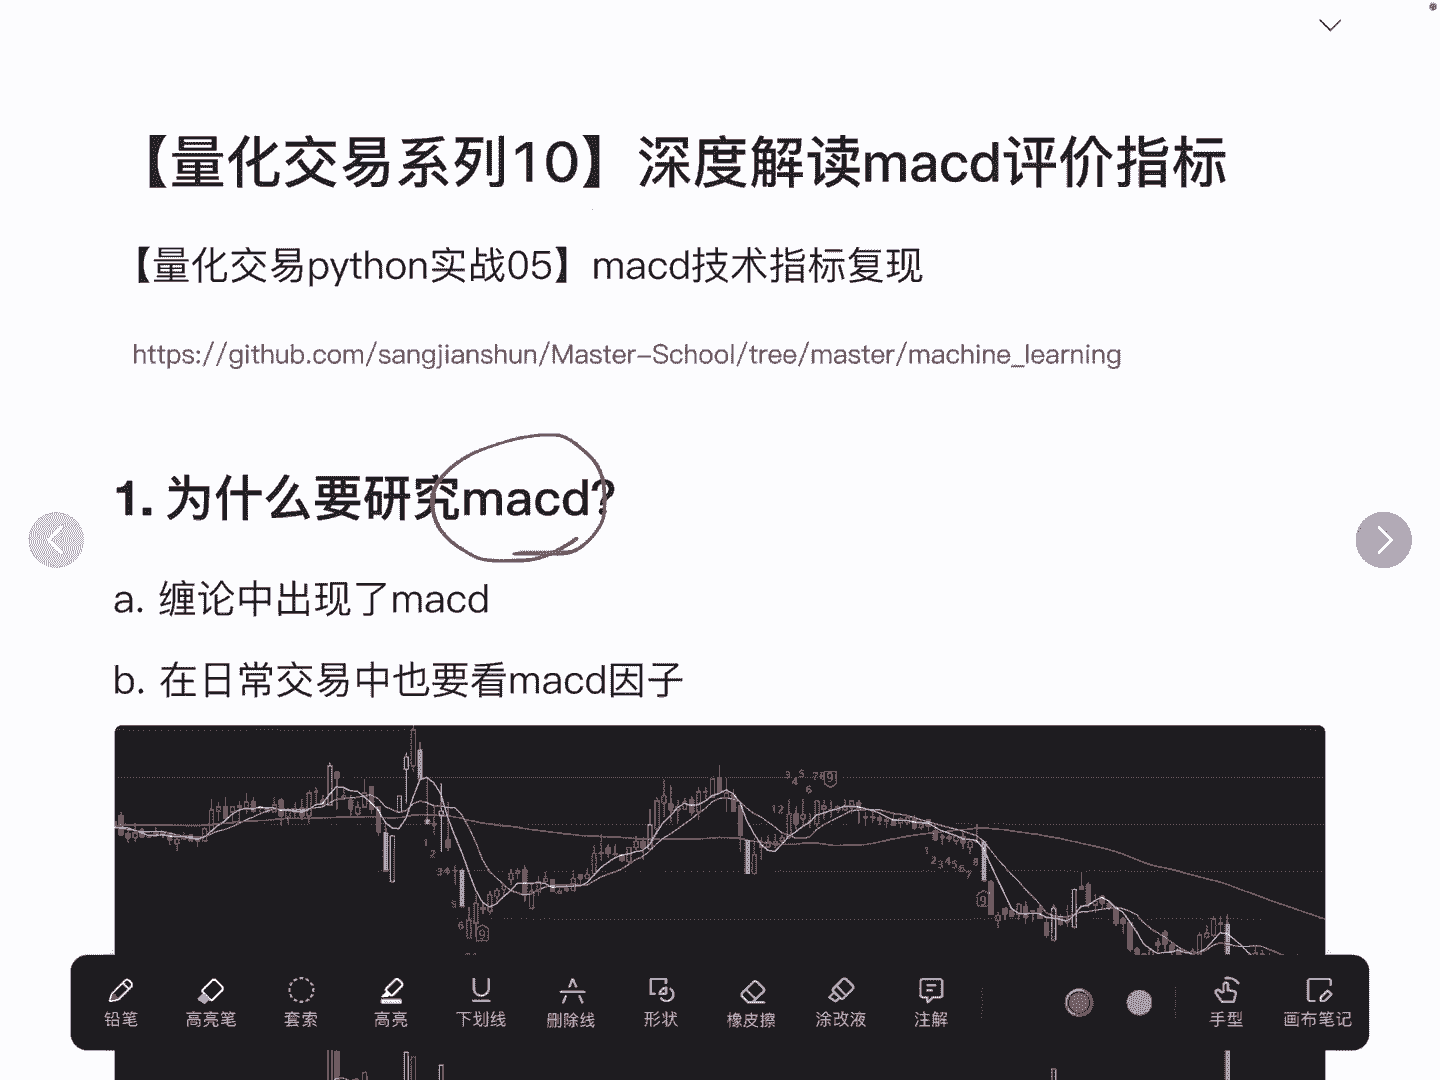 【量化交易系列10】深度解读macd评价指标
【量化交易python实战05】macd技术指标复现
https://github.com/sangjianshun/Master-School/tree/master/machine_learning
1. 为什么要研究macd?
a. 缠论中出现了macd
b. 在日常交易中也要看macd因子
铅笔 高亮笔 套索 高亮 下划线 删除线 形状 橡皮擦 涂改液 注解 手型 画布笔记